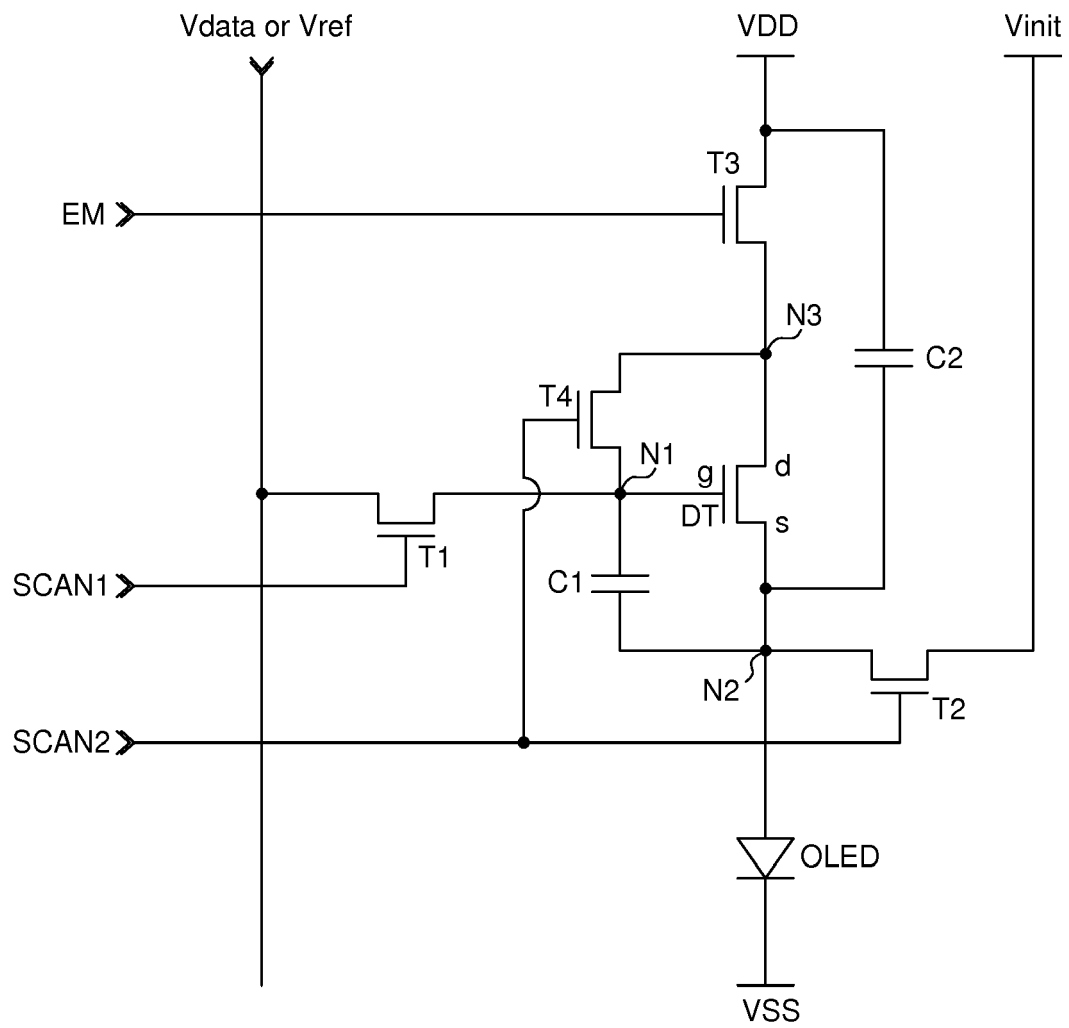 Vdata or Vref
VDD
Vinit
T3
EM
N3
C2
T4
N1
g
d
DT
s
T1
C1
SCAN1
N2
T2
SCAN2
OLED
VSS